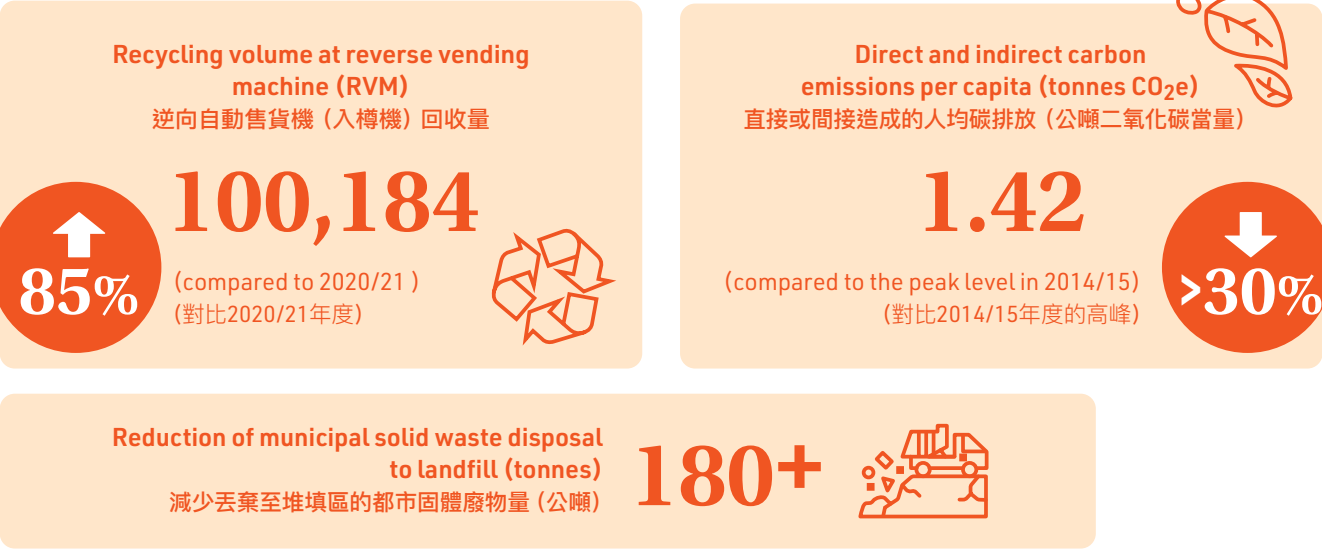 Recycling volume at reverse vending
machine (RVM)
逆向自動售貨機（入樽機）回收量
100,184
85%
(compared to 2020/21 )
(對比2020/21年度)
Direct and indirect carbon
emissions per capita (tonnes CO2e)
直接或間接造成的人均碳排放（公噸二氧化碳當量）
1.42
(compared to the peak level in 2014/15)
(對比2014/15年度的高峰)
>30%
Reduction of municipal solid waste disposal
to landfill (tonnes)
減少丟棄至堆填區的都市固體廢物量（公噸）
180+